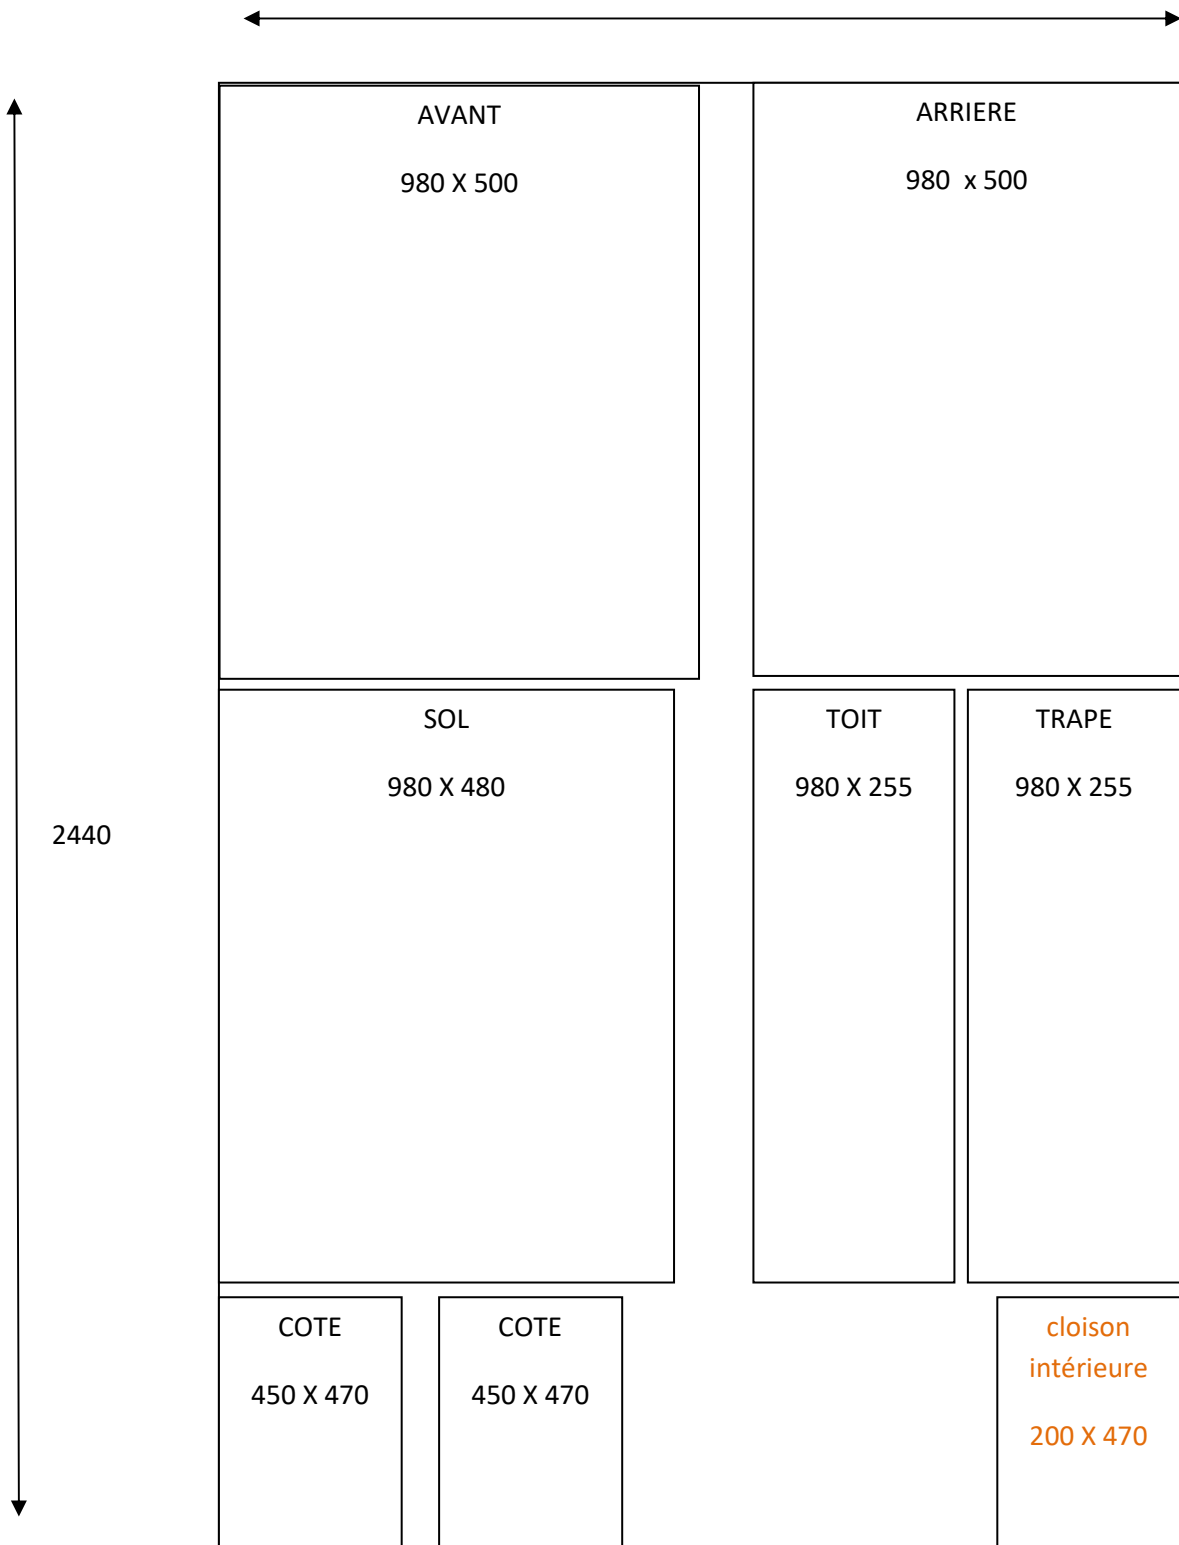 AVANT
980 X 500
ARRIERE
980 x 500
SOL
980 X 480
TOIT
980 X 255
TRAPE
980 X 255
2440
COTE
450 X 470
COTE
450 X 470
cloison
intérieure
200 X 470